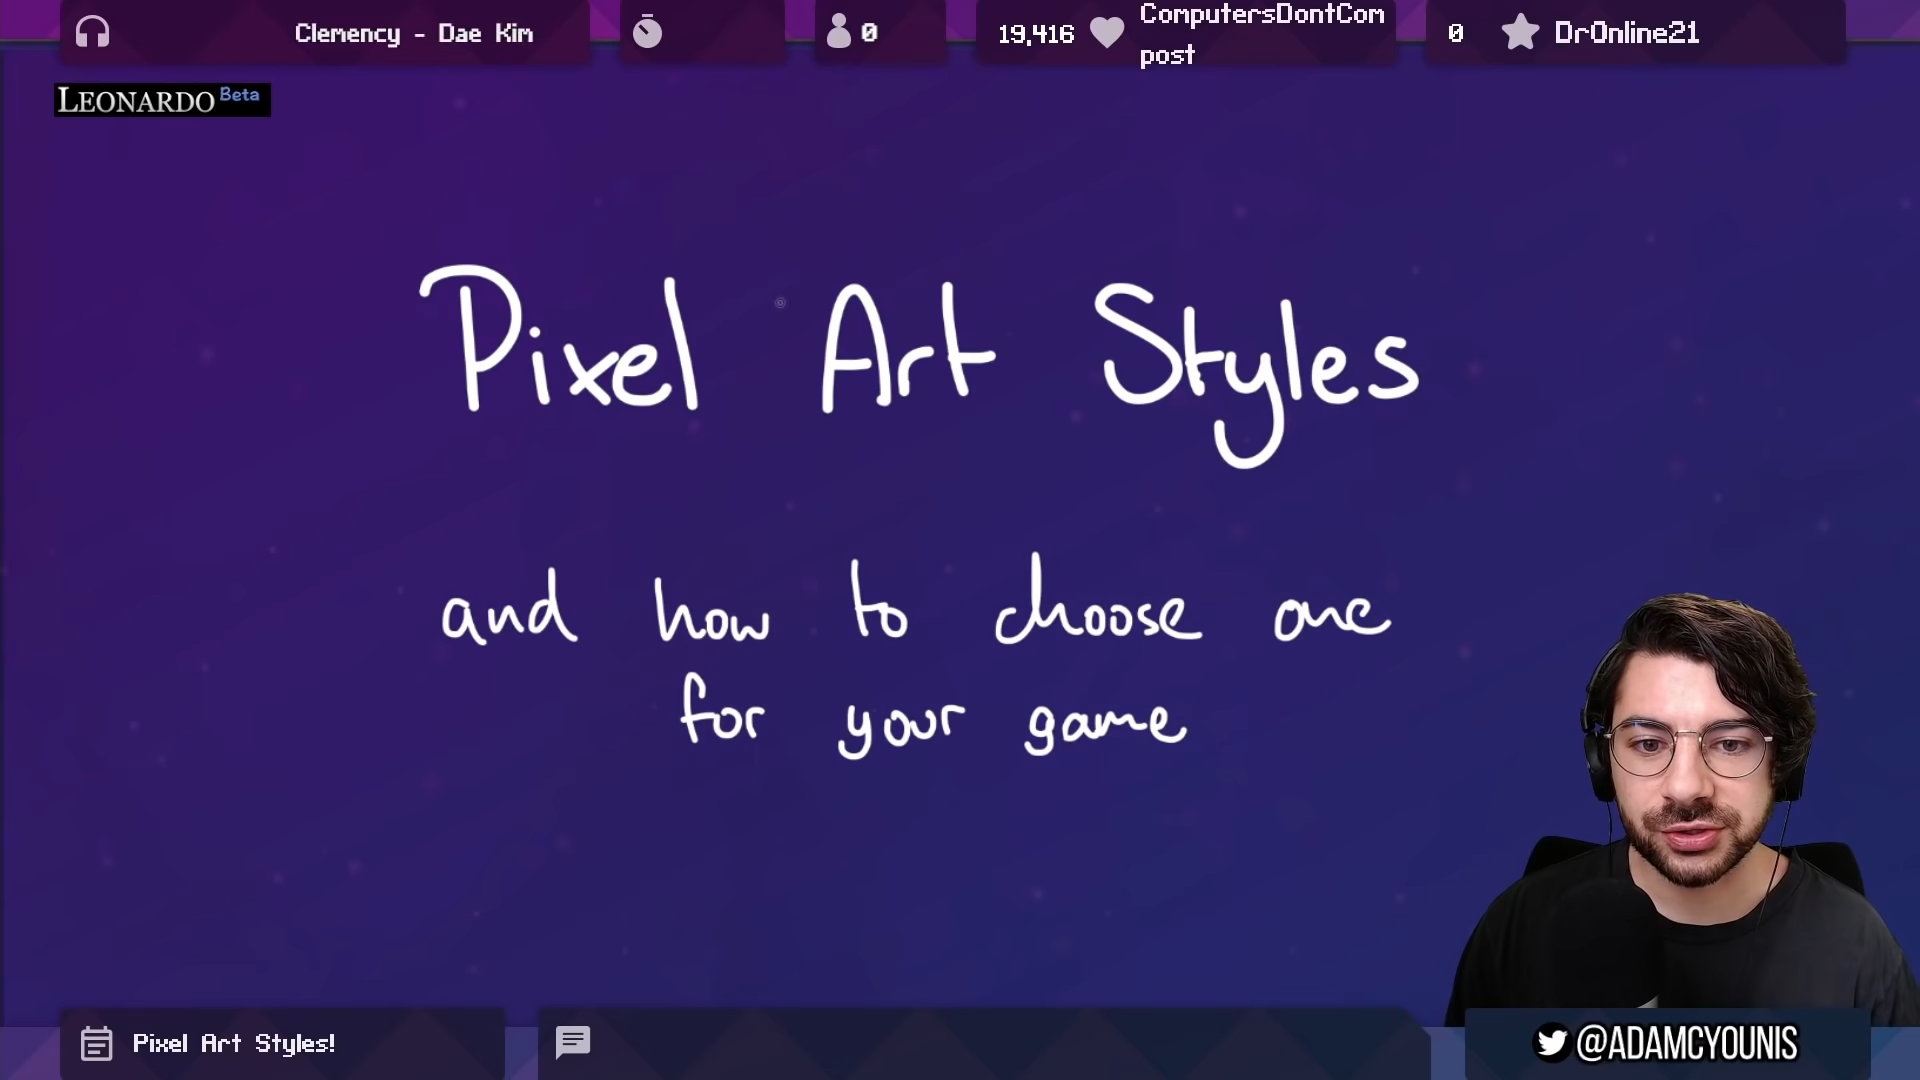 Clemency - Dae Kim
0
19,416
ComputersDontCom
post
0
DrOnline21
LEONARDO Beta
Pixel Art Styles
and how to choose one
for your game
Pixel Art Styles!
@ADAMCYOUNIS